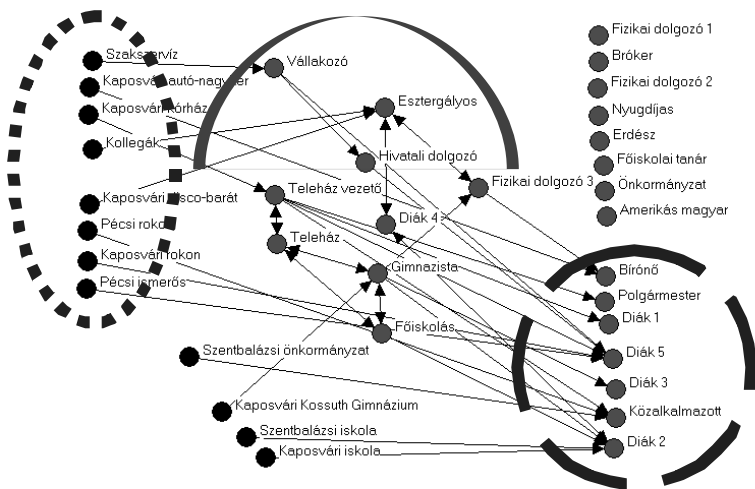 Szakszervíz
Kaposvári autó-nagyker
Kaposvári kórház
Kollegák
Kaposvári disco-barát
Pécsi rokon
Kaposvári rokon
Pécsi ismerős
Szentbalázsi önkormányzat
Kaposvári Kossuth Gimnázium
Szentbalázsi iskola
Kaposvári iskola
Vállakozó
Esztergályos
Hivatali dolgozó
Teleház vezető
Fizikai dolgozó 3
Diák 4
Teleház
Gimnazista
Főiskolás
Fizikai dolgozó 1
Bróker
Fizikai dolgozó 2
Nyugdíjas
Erdész
Főiskolai tanár
Önkormányzat
Amerikás magyar
Bírónő
Polgármester
Diák 1
Diák 5
Diák 3
Közalkalmazott
Diák 2